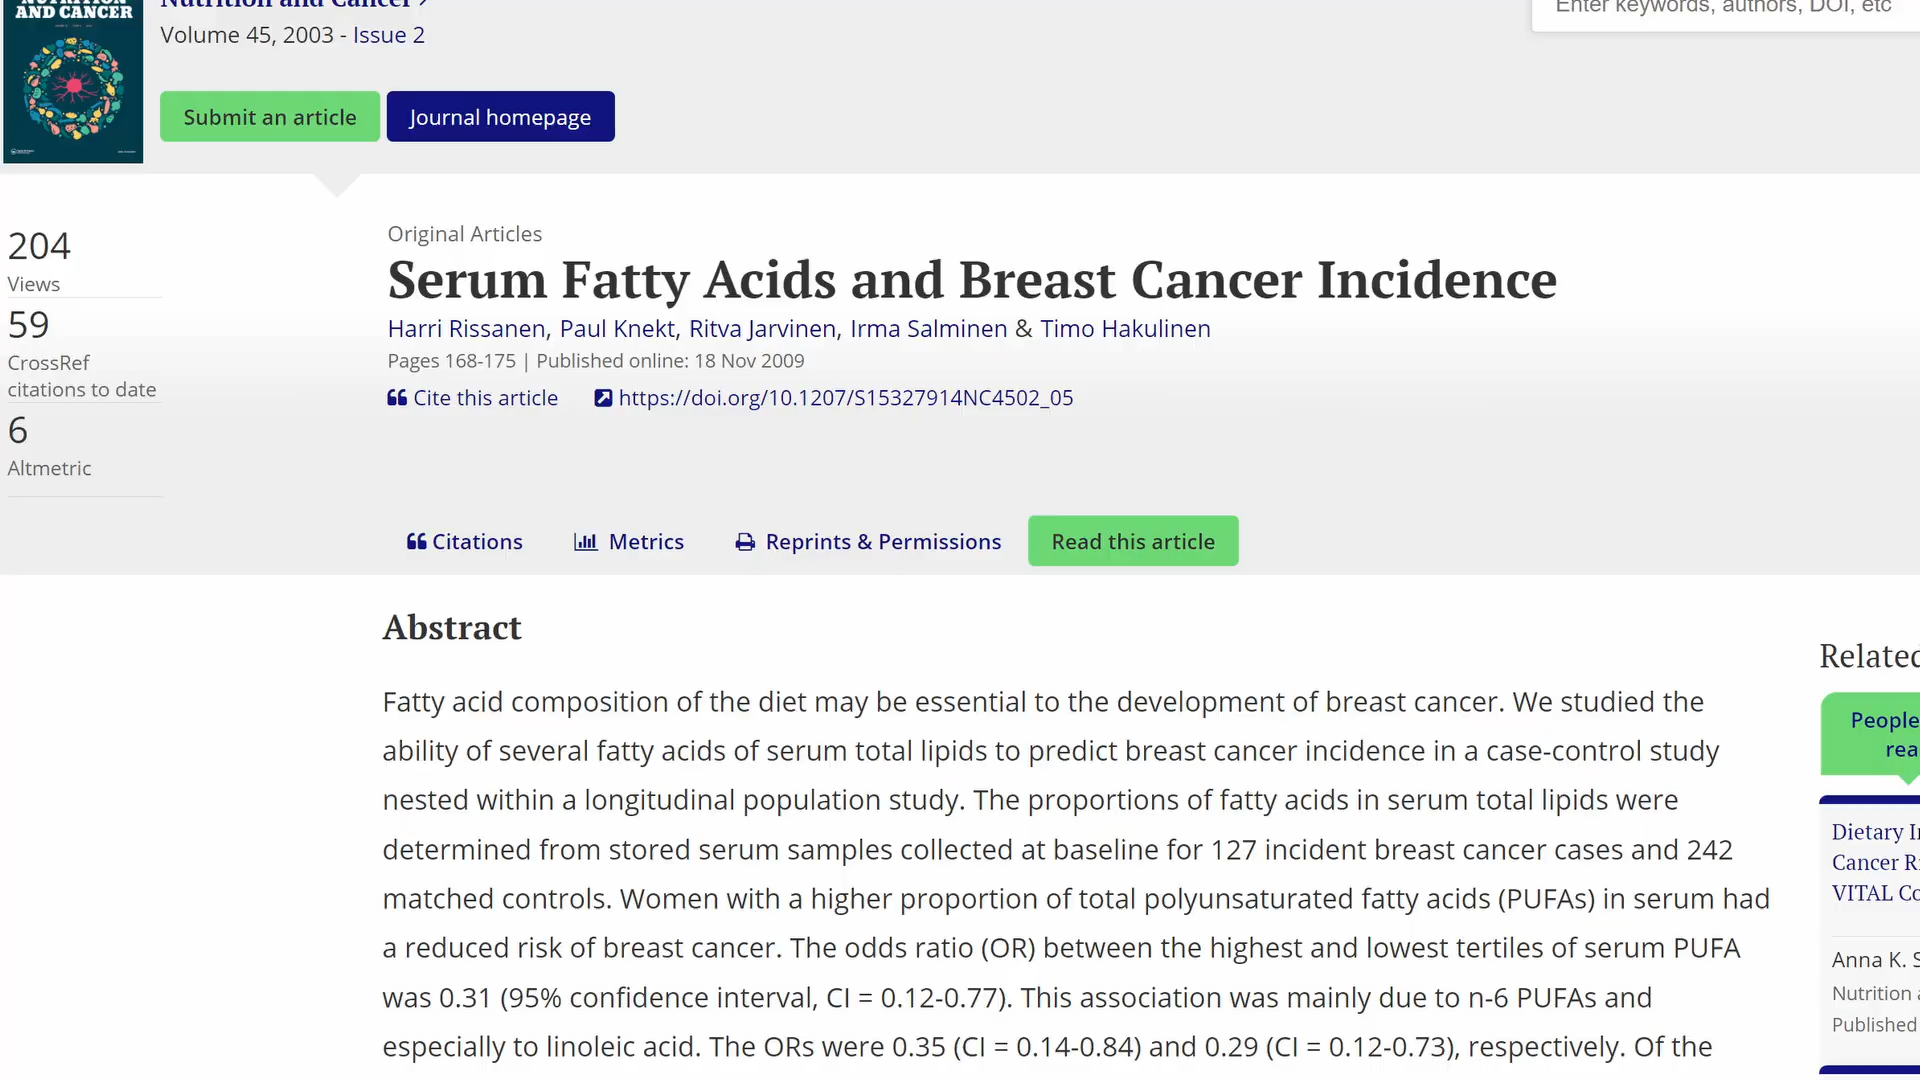 AND CANCER
Nutrition and Cancer
Volume 45, 2003 - Issue 2
Enter keywords, authors, DOI, etc
Submit an article
Journal homepage
204
Views
59
CrossRef
citations to date
6
Altmetric
Original Articles
Serum Fatty Acids and Breast Cancer Incidence
Harri Rissanen, Paul Knekt, Ritva Jarvinen, Irma Salminen & Timo Hakulinen
Pages 168-175 | Published online: 18 Nov 2009
Cite this article
https://doi.org/10.1207/S15327914NC4502_05
Citations
Metrics
Reprints & Permissions
Read this article
Abstract
Fatty acid composition of the diet may be essential to the development of breast cancer. We studied the
ability of several fatty acids of serum total lipids to predict breast cancer incidence in a case-control study
nested within a longitudinal population study. The proportions of fatty acids in serum total lipids were
determined from stored serum samples collected at baseline for 127 incident breast cancer cases and 242
matched controls. Women with a higher proportion of total polyunsaturated fatty acids (PUFAs) in serum had
a reduced risk of breast cancer. The odds ratio (OR) between the highest and lowest tertiles of serum PUFA
was 0.31 (95% confidence interval, CI = 0.12-0.77). This association was mainly due to n-6 PUFAs and
especially to linoleic acid. The ORs were 0.35 (CI = 0.14-0.84) and 0.29 (CI = 0.12-0.73), respectively. Of the
Related
People
rea
Dietary
Cancer
VITAL
Anna K.
Nutrition
Published